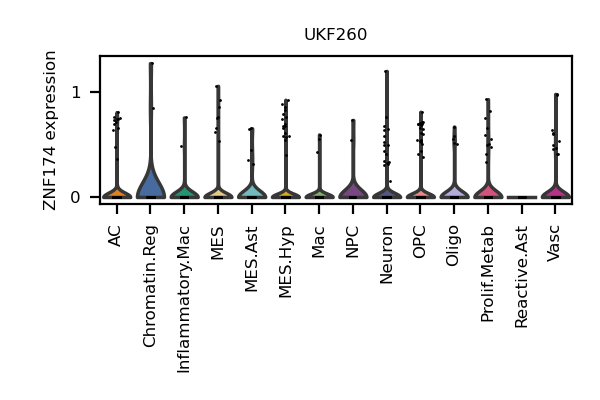 UKF260
ZNF174 expression
1
0
AC
Chromatin.Reg
Inflammatory.Mac
MES
MES.Ast
MES.Hyp
Mac
NPC
Neuron
OPC
Oligo
Prolif.Metab
Reactive.Ast
Vasc